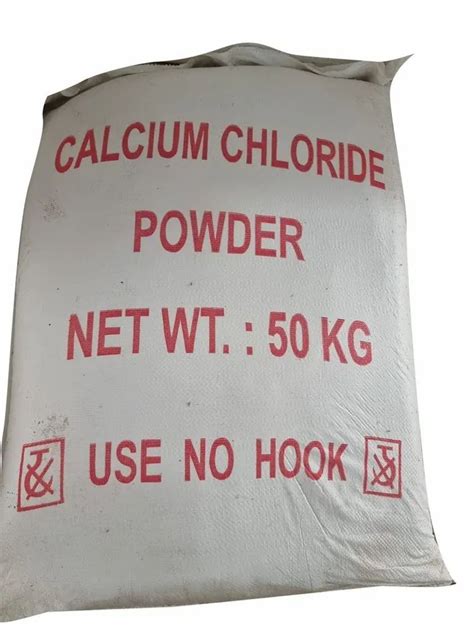 CALCIUM CHLORIDE
POWDER
NET WT. : 50 KG
USE NO HOOK